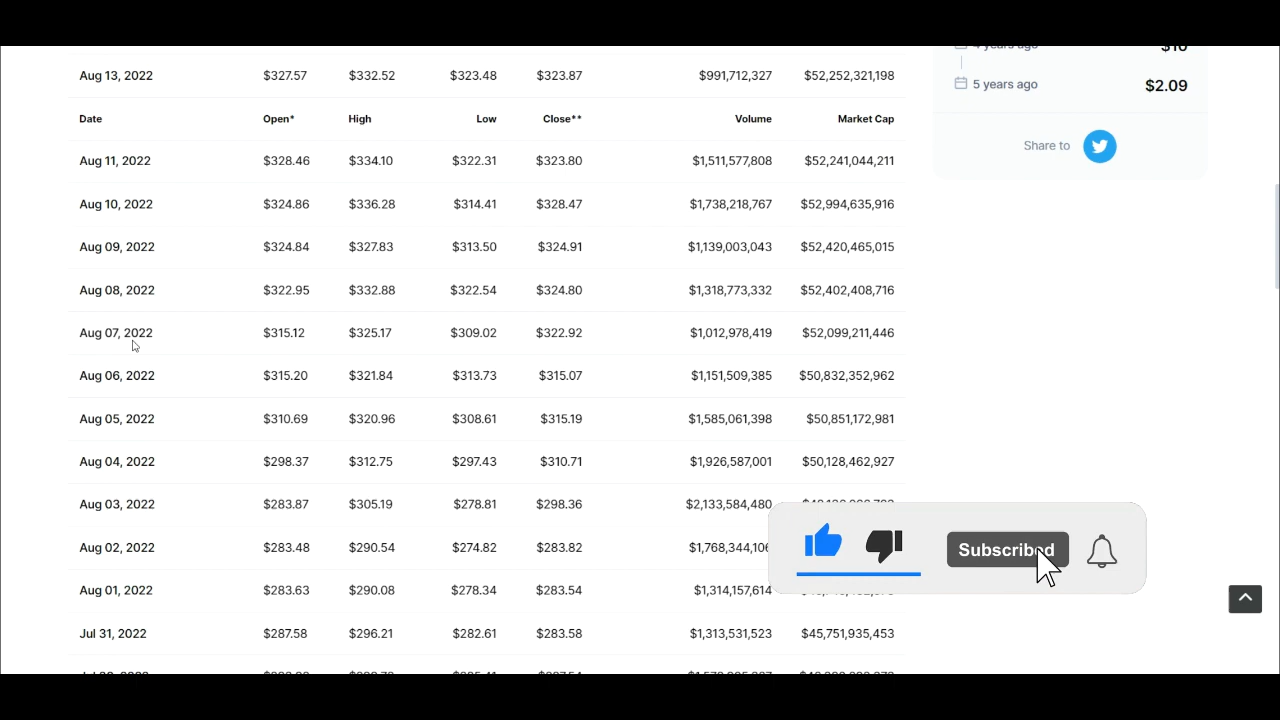 4 years ago $10
Aug 13, 2022 $327.57 $332.52 $323.48 $323.87 $991,712,327 $52,252,321,198
5 years ago $2.09
Date Open* High Low Close** Volume Market Cap
Share to
Aug 11, 2022 $328.46 $334.10 $322.31 $323.80 $1,511,577,808 $52,241,044,211
Aug 10, 2022 $324.86 $336.28 $314.41 $328.47 $1,738,218,767 $52,994,635,916
Aug 09, 2022 $324.84 $327.83 $313.50 $324.91 $1,139,003,043 $52,420,465,015
Aug 08, 2022 $322.95 $332.88 $322.54 $324.80 $1,318,773,332 $52,402,408,716
Aug 07, 2022 $315.12 $325.17 $309.02 $322.92 $1,012,978,419 $52,099,211,446
Aug 06, 2022 $315.20 $321.84 $313.73 $315.07 $1,151,509,385 $50,832,352,962
Aug 05, 2022 $310.69 $320.96 $308.61 $315.19 $1,585,061,398 $50,851,172,981
Aug 04, 2022 $298.37 $312.75 $297.43 $310.71 $1,926,587,001 $50,128,462,927
Aug 03, 2022 $283.87 $305.19 $278.81 $298.36 $2,133,584,480
Aug 02, 2022 $283.48 $290.54 $274.82 $283.82 $1,768,344,106
Subscribed
Aug 01, 2022 $283.63 $290.08 $278.34 $283.54 $1,314,157,614
Jul 31, 2022 $287.58 $296.21 $282.61 $283.58 $1,313,531,523 $45,751,935,453